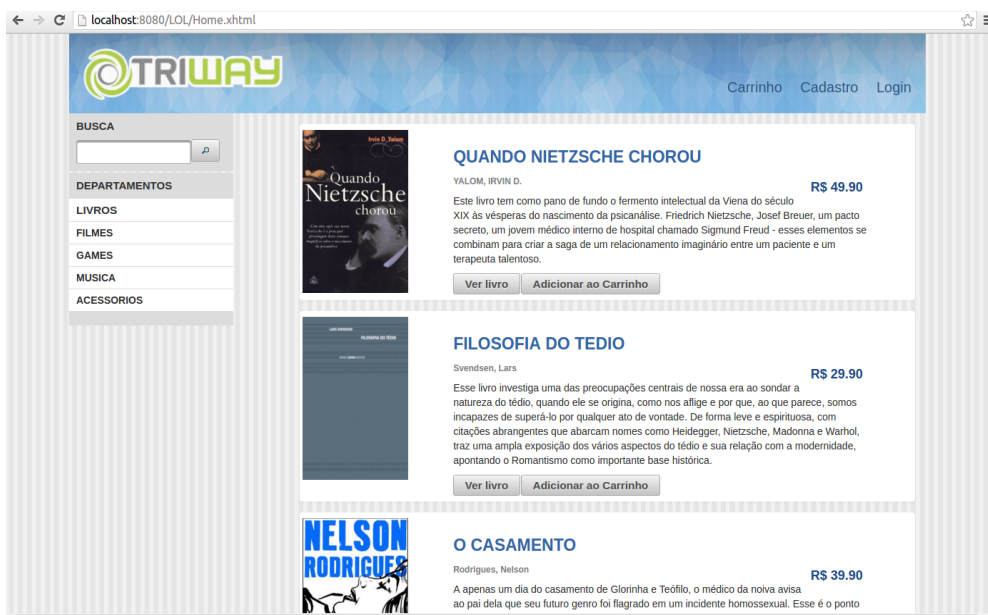 localhost:8080/LOL/Home.xhtml
TRIWAY
Carrinho Cadastro Login
BUSCA
DEPARTAMENTOS
LIVROS
FILMES
GAMES
MUSICA
ACESSORIOS
Irvin D. Yalom
Quando
Nietzsche
chorou
QUANDO NIETZSCHE CHOROU
YALOM, IRVIN D.
R$ 49.90
Este livro tem como pano de fundo o fermento intelectual da Viena do século
XIX às vésperas do nascimento da psicanálise. Friedrich Nietzsche, Josef Breuer, um pacto
secreto, um jovem médico interno de hospital chamado Sigmund Freud - esses elementos se
combinam para criar a saga de um relacionamento imaginário entre um paciente e um
terapeuta talentoso.
Ver livro Adicionar ao Carrinho
LARS SVENDSEN
FILOSOFIA DO TÉDIO
FILOSOFIA DO TEDIO
Svendsen, Lars
R$ 29.90
Esse livro investiga uma das preocupações centrais de nossa era ao sondar a
natureza do tédio, quando ele se origina, como nos aflige e por que, ao que parece, somos
incapazes de superá-lo por qualquer ato de vontade. De forma leve e espirituosa, com
citações abrangentes que abarcam nomes como Heidegger, Nietzsche, Madonna e Warhol,
traz uma ampla exposição dos vários aspectos do tédio e sua relação com a modernidade,
apontando o Romantismo como importante base histórica.
Ver livro Adicionar ao Carrinho
NELSON
RODRIGUES
O CASAMENTO
Rodrigues, Nelson
R$ 39.90
A apenas um dia do casamento de Glorinha e Teófilo, o médico da noiva avisa
ao pai dela que seu futuro genro foi flagrado em um incidente homossexual. Esse é o ponto